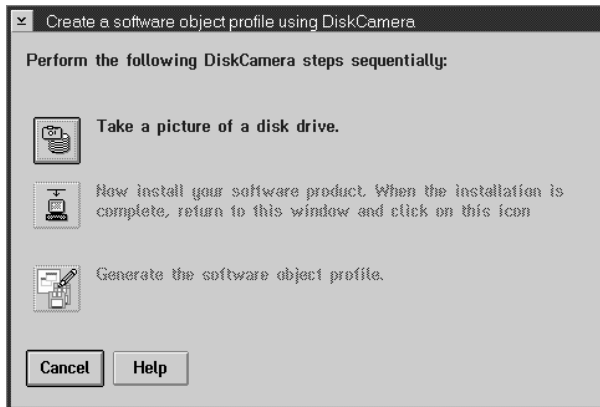 Create a software object profile using DiskCamera
Perform the following DiskCamera steps sequentially:
Take a picture of a disk drive.
Now install your software product. When the installation is
complete, return to this window and click on this icon
Generate the software object profile.
Cancel
Help